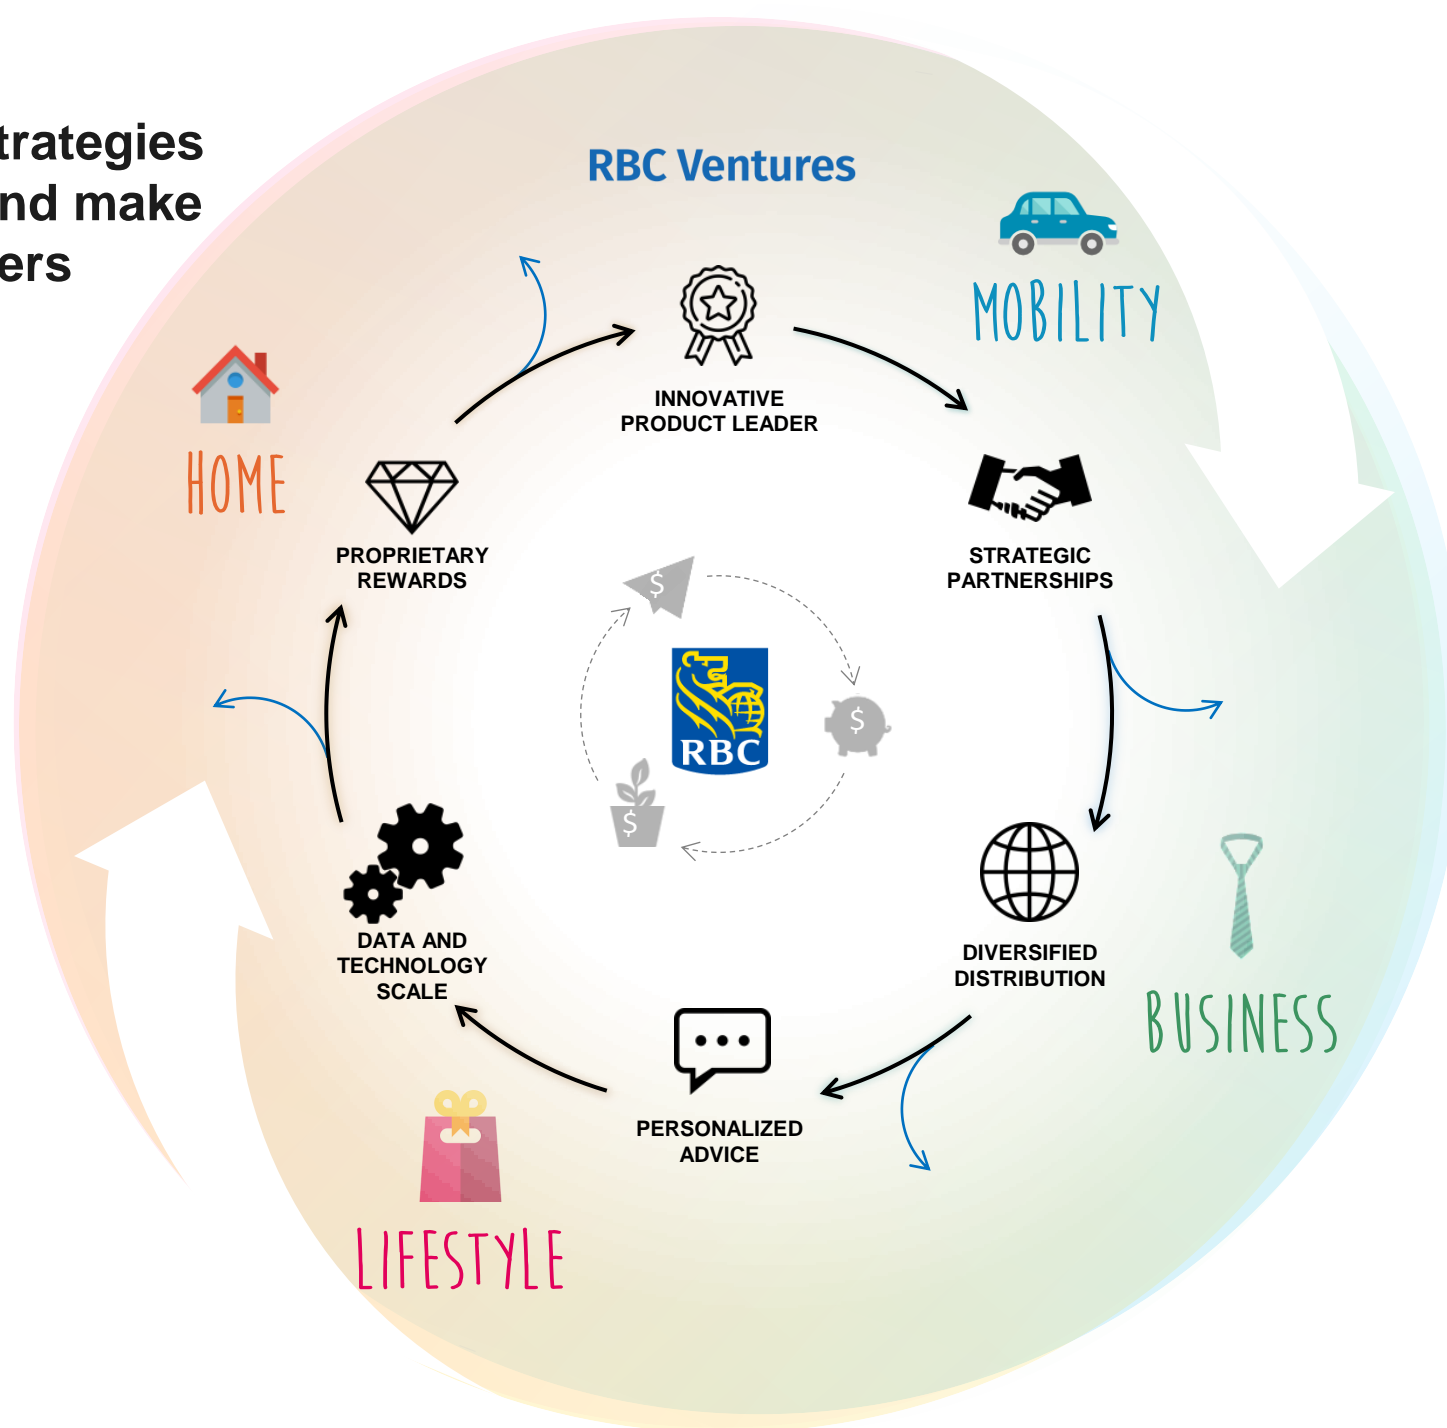 trategies
nd make
ers
RBC Ventures
MOBILITY
INNOVATIVE
PRODUCT LEADER
HOME
PROPRIETARY
REWARDS
STRATEGIC
PARTNERSHIPS
$
RBC
$
$
DATA AND
TECHNOLOGY
SCALE
DIVERSIFIED
DISTRIBUTION
BUSINESS
PERSONALIZED
ADVICE
LIFESTYLE